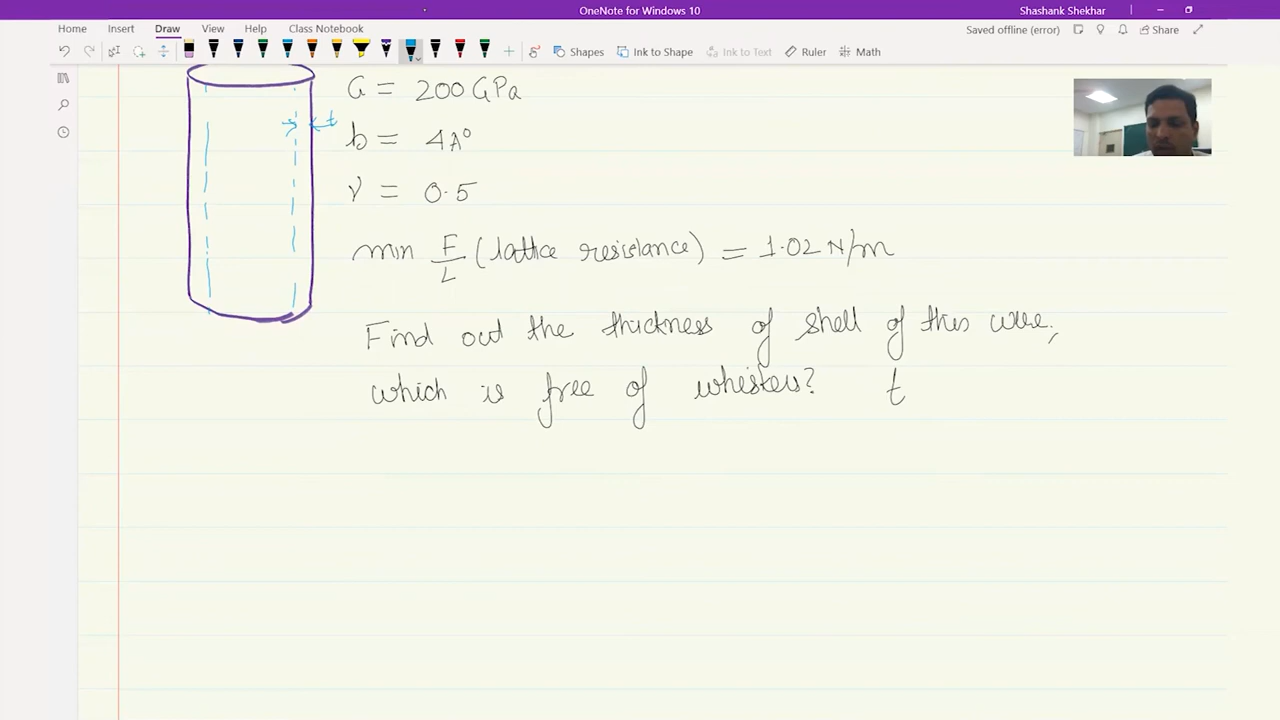 OneNote for Windows 10
Shashank Shekhar
Home Insert Draw View Help Class Notebook
Saved offline (error) Share
Shapes Ink to Shape Ink to Text Ruler Math
G = 200 GPa
t
b = 4A°
ν = 0.5
min F/L (lattice resistance) = 1.02 N/m
Find out the thickness of shell of this wire,
which is free of whiskers? t